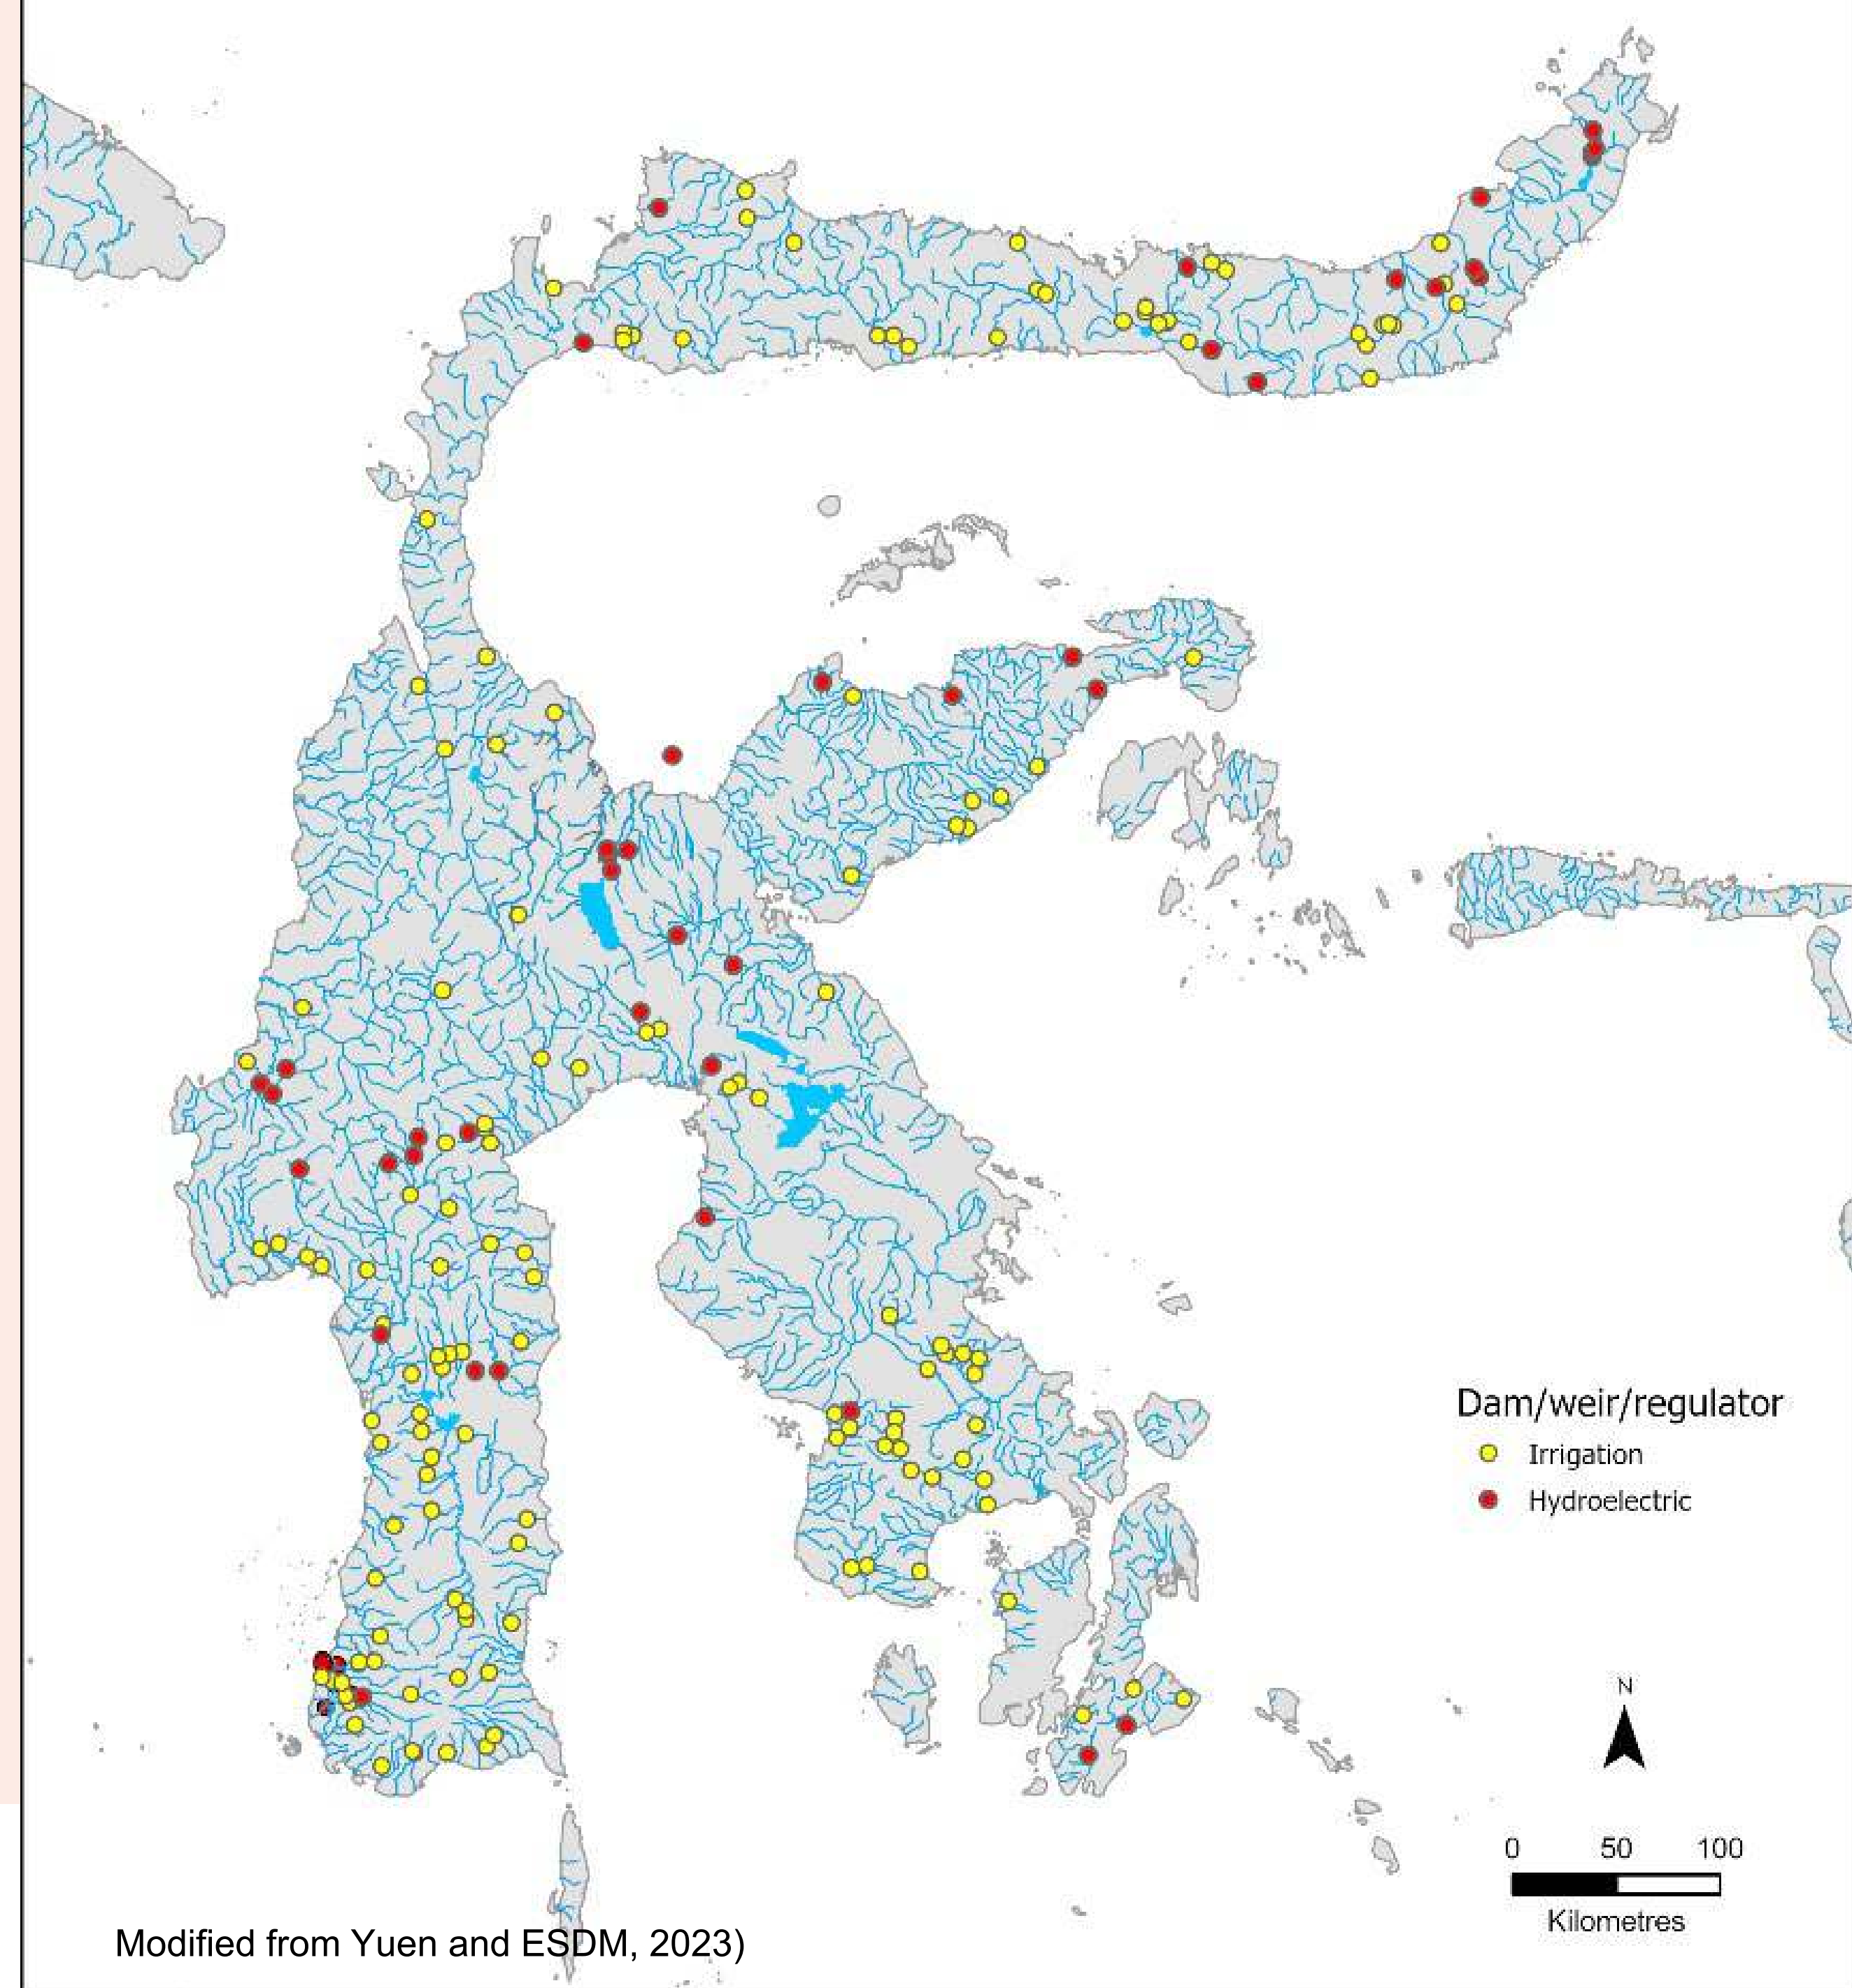 Dam/weir/regulator
Irrigation
Hydroelectric
N
0 50 100
Kilometres
Modified from Yuen and ESDM, 2023)